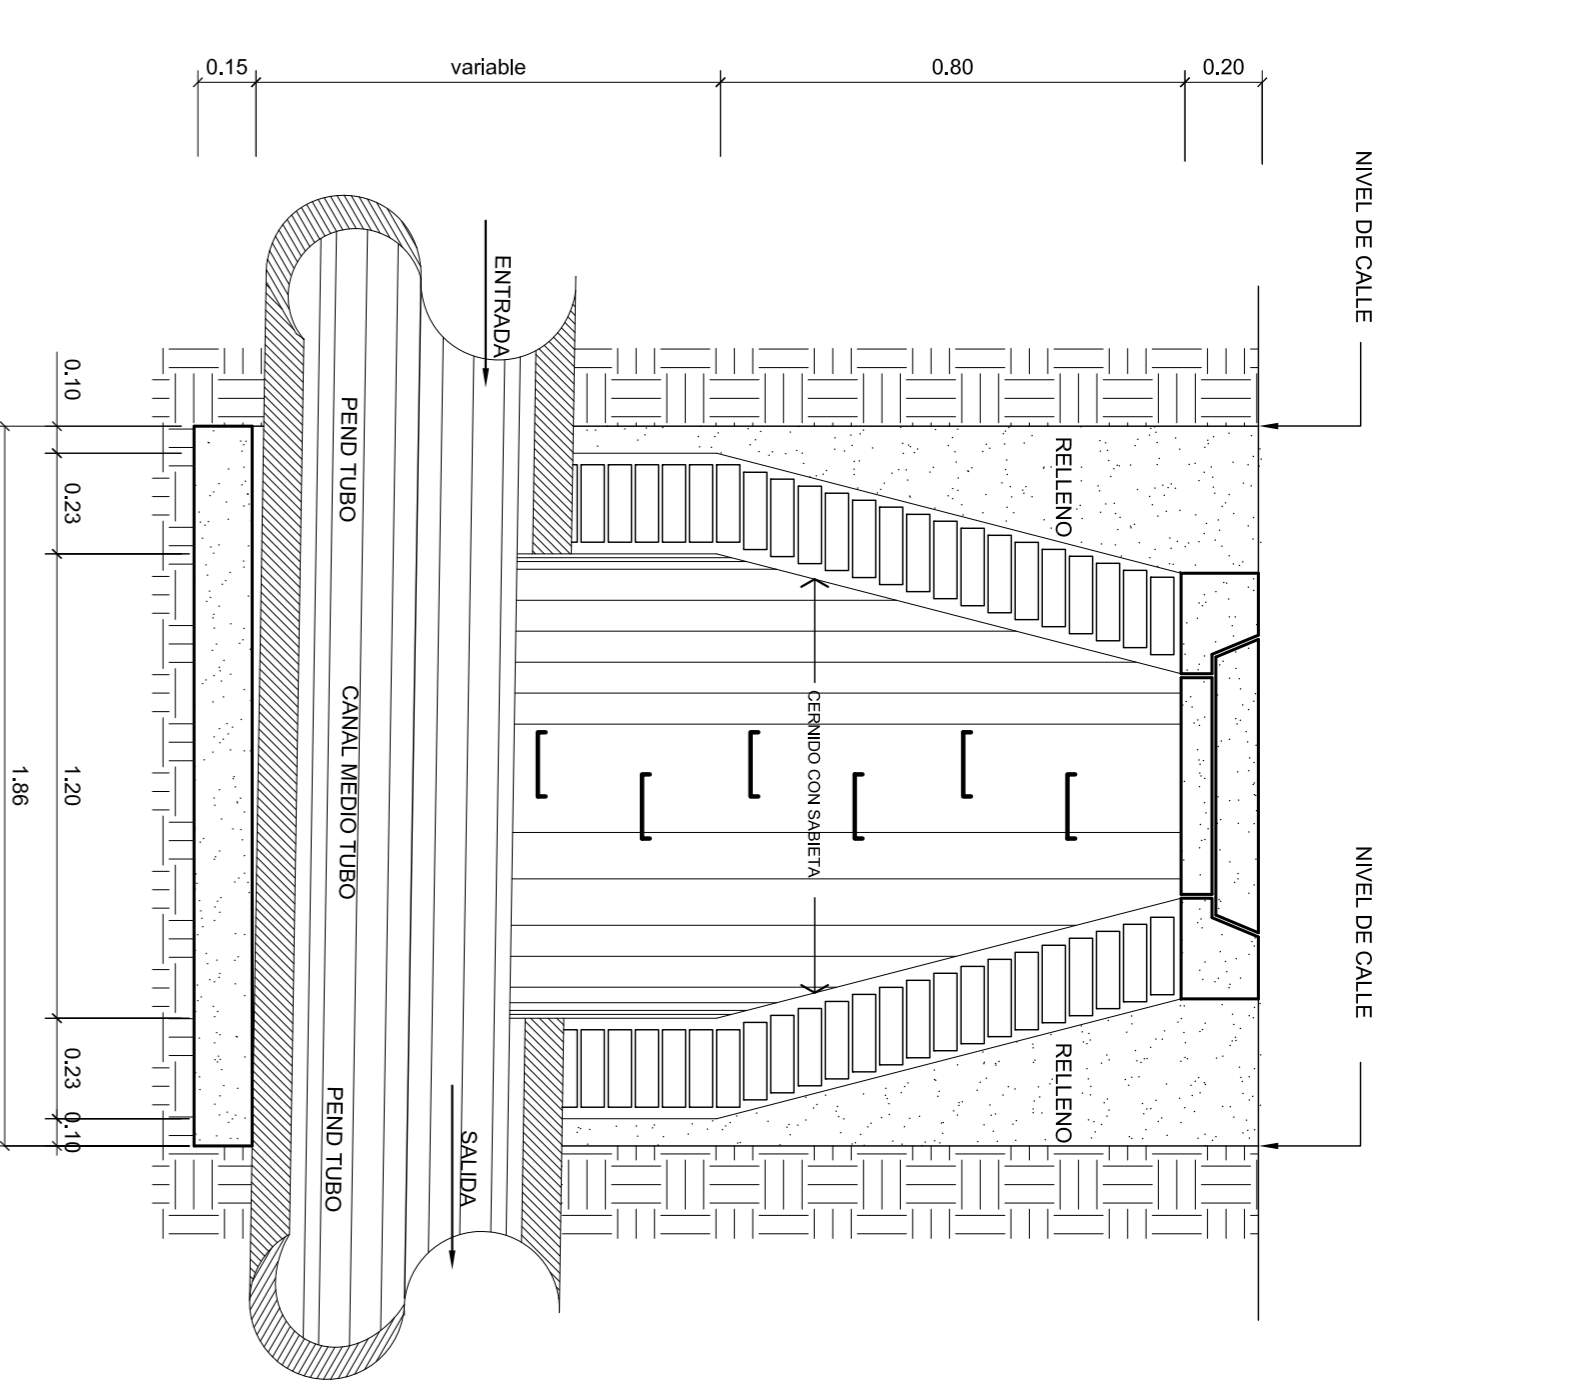 0.15
variable
0.80
0.20
NIVEL DE CALLE
NIVEL DE CALLE
ENTRADA
RELLENO
PEND TUBO
CANAL MEDIO TUBO
PEND TUBO
CERNIDO CON SABIETA
SALIDA
RELLENO
0.10
0.23
1.20
0.23
0.10
1.86